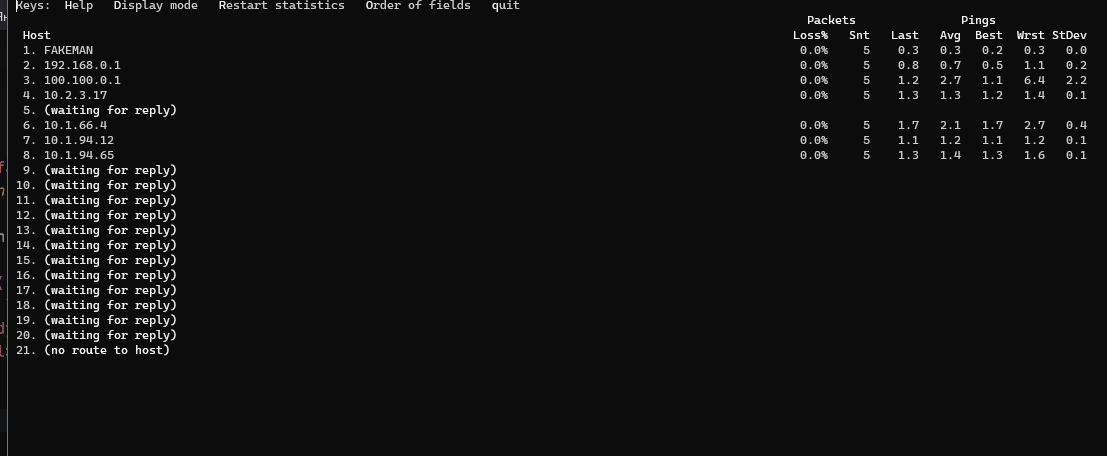 Keys:  Help   Display mode   Restart statistics   Order of fields   quit
Packets               Pings
Host   Loss%   Snt   Last   Avg   Best   Wrst StDev
1. FAKEMAN   0.0%   5   0.3   0.3   0.2   0.3   0.0
2. 192.168.0.1   0.0%   5   0.8   0.7   0.5   1.1   0.2
3. 100.100.0.1   0.0%   5   1.2   2.7   1.1   6.4   2.2
4. 10.2.3.17   0.0%   5   1.3   1.3   1.2   1.4   0.1
5. (waiting for reply)
6. 10.1.66.4   0.0%   5   1.7   2.1   1.7   2.7   0.4
7. 10.1.94.12   0.0%   5   1.1   1.2   1.1   1.2   0.1
8. 10.1.94.65   0.0%   5   1.3   1.4   1.3   1.6   0.1
9. (waiting for reply)
10. (waiting for reply)
11. (waiting for reply)
12. (waiting for reply)
13. (waiting for reply)
14. (waiting for reply)
15. (waiting for reply)
16. (waiting for reply)
17. (waiting for reply)
18. (waiting for reply)
19. (waiting for reply)
20. (waiting for reply)
21. (no route to host)